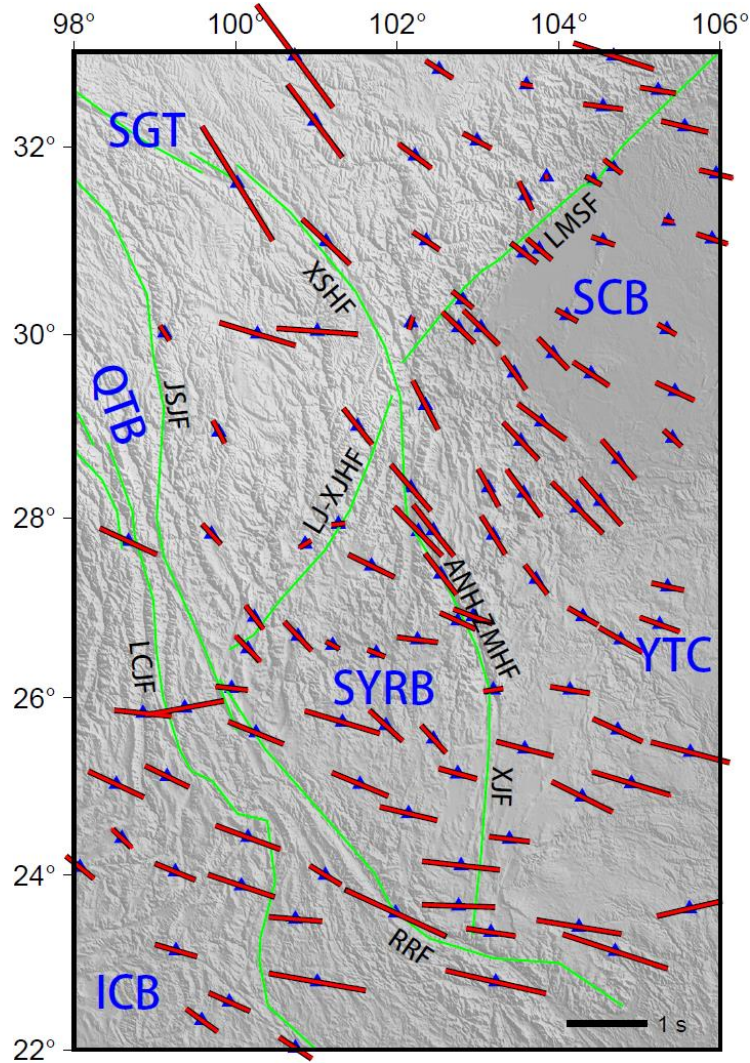 98° 100° 102° 104° 106°
32°
30°
28°
26°
24°
22°
SGT
XSHF
LMSF
SCB
QTB
JSJF
LJ-XJHF
ANH-ZMHF
LCJF
SYRB
YTC
XJF
RRF
ICB
1 s